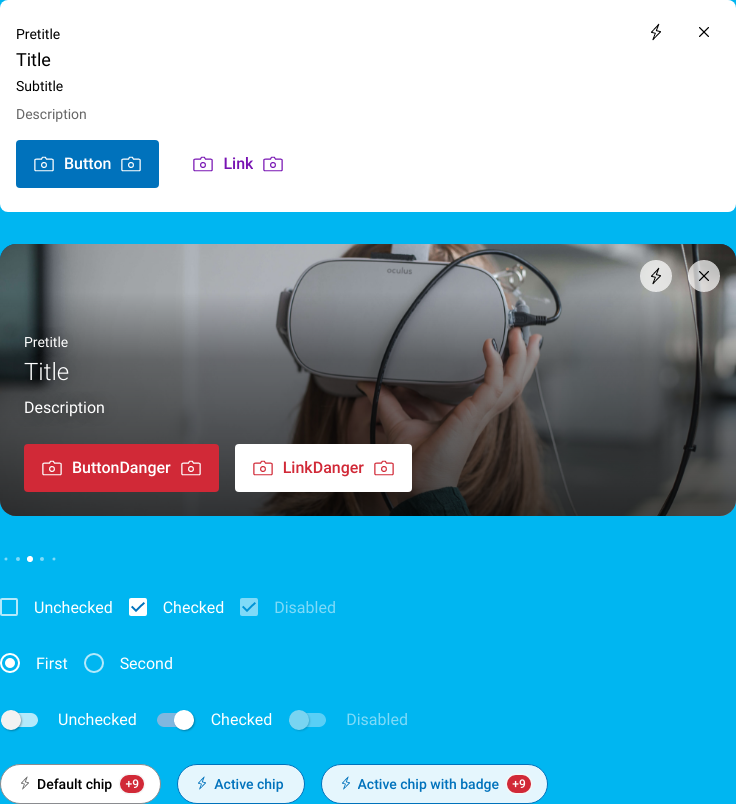 Pretitle
Title
Subtitle
Description
Button
Link
oculus
Pretitle
Title
Description
ButtonDanger
LinkDanger
Unchecked Checked Disabled
First Second
Unchecked Checked Disabled
Default chip +9
Active chip
Active chip with badge +9